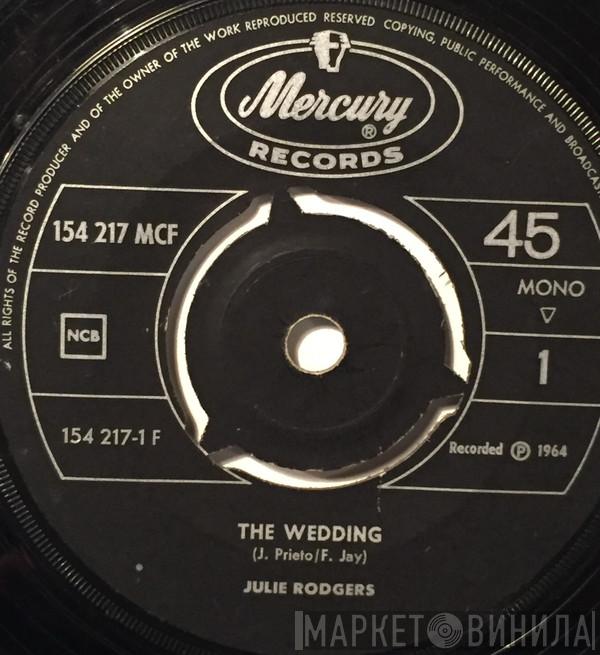 ALL RIGHTS OF THE RECORD PRODUCER AND OF THE OWNER OF THE WORK REPRODUCED RESERVED COPYING, PUBLIC PERFORMANCE AND BROADCAS
Mercury ®
RECORDS
154 217 MCF
45
MONO
NCB
1
154 217-1 F
Recorded ℗ 1964
THE WEDDING
(J. Prieto/F. Jay)
JULIE RODGERS
МАРКЕТ ВИНИЛА